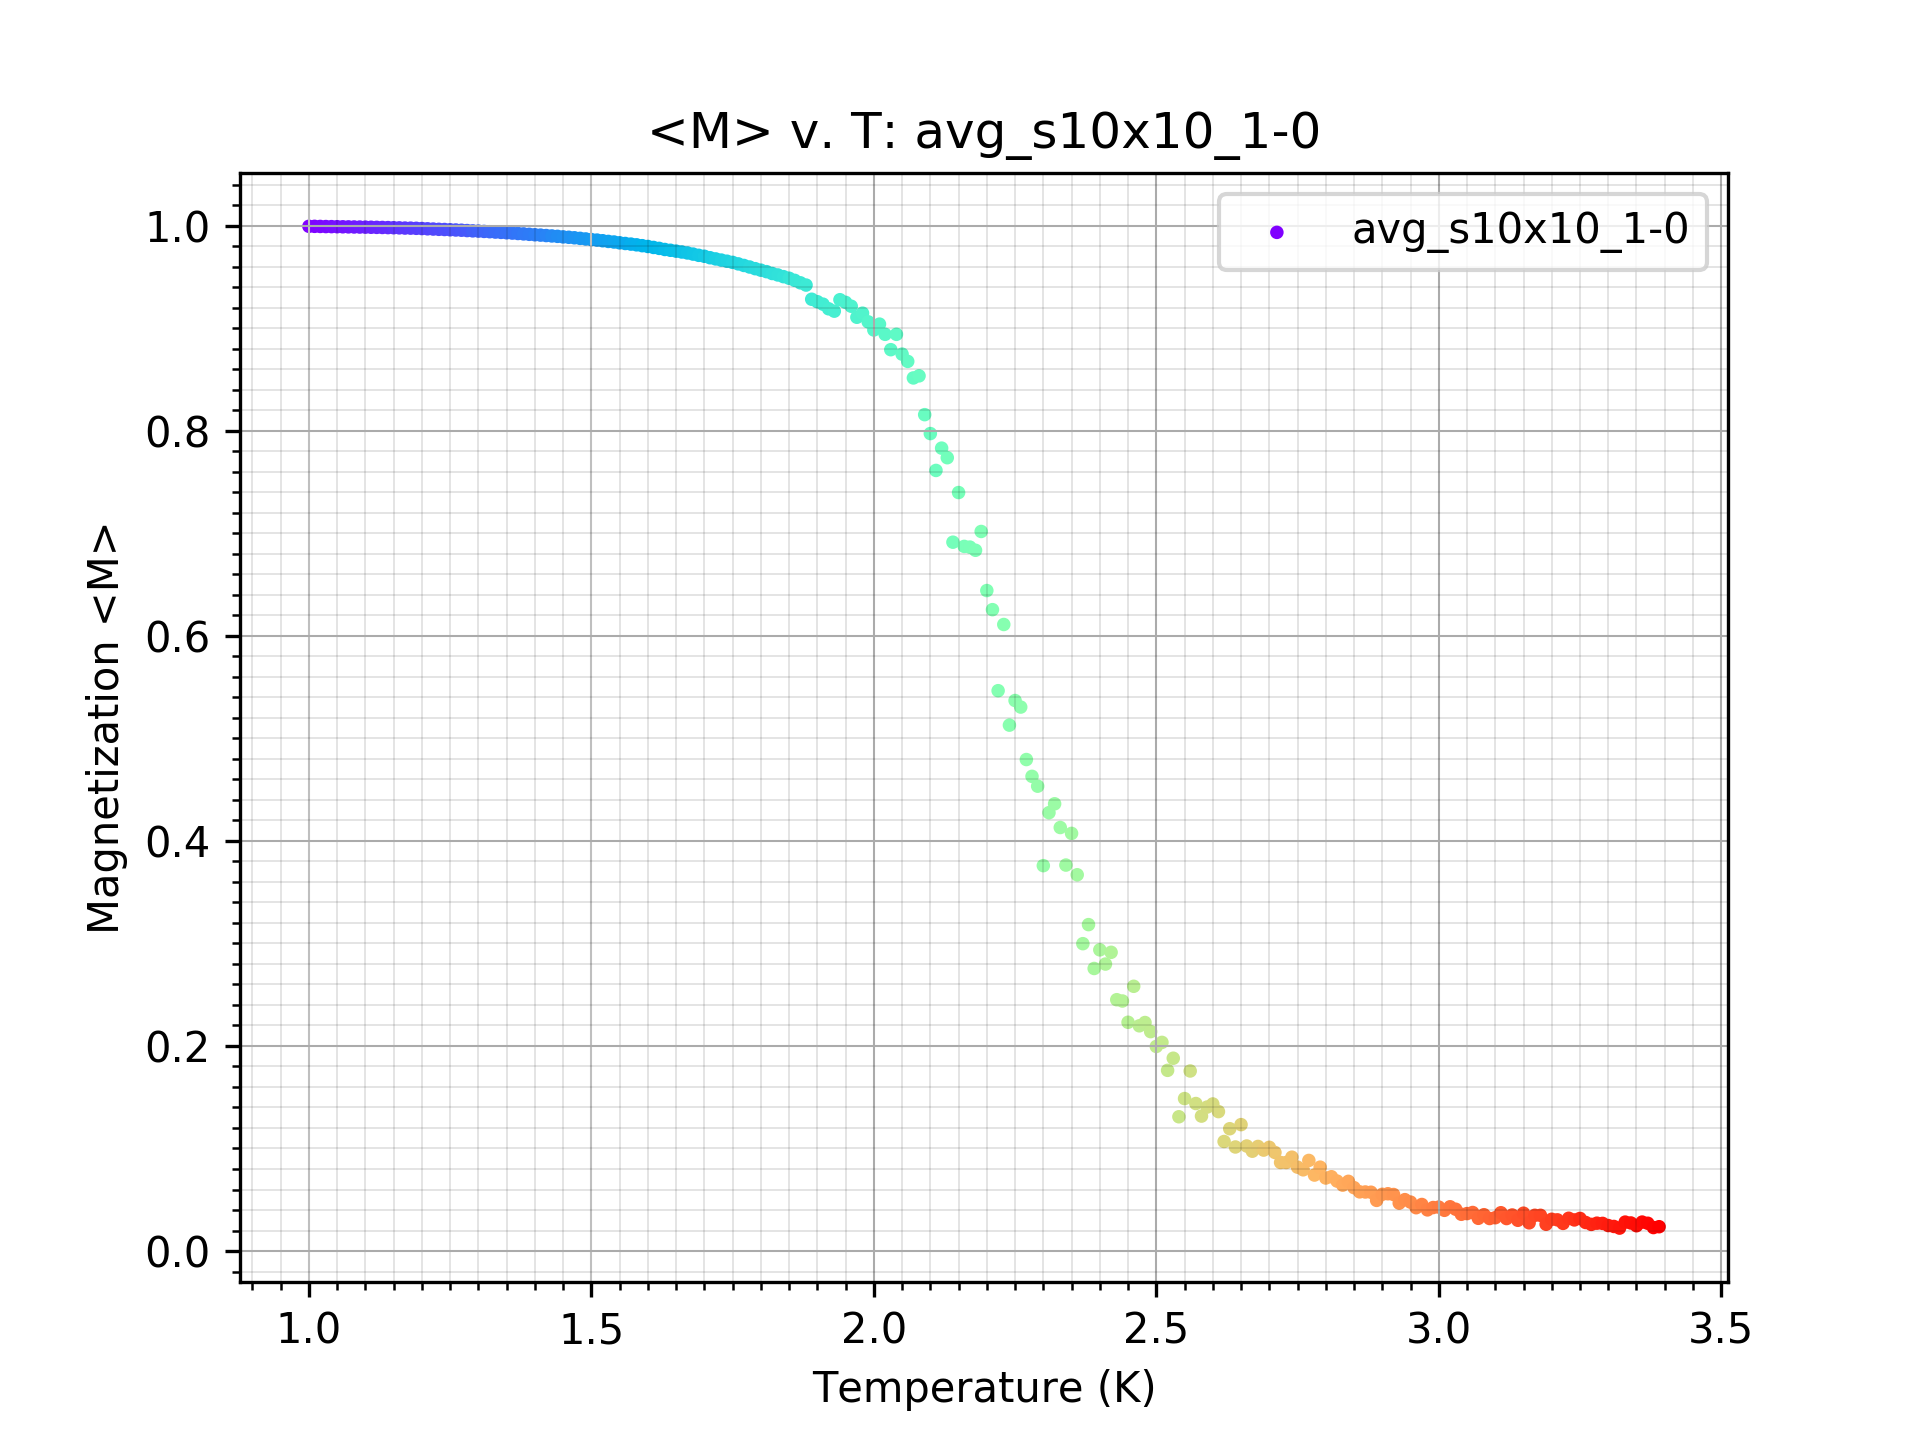 <M> v. T: avg_s10x10_1-0
avg_s10x10_1-0
Magnetization <M>
1.0
0.8
0.6
0.4
0.2
0.0
1.0 1.5 2.0 2.5 3.0 3.5
Temperature (K)